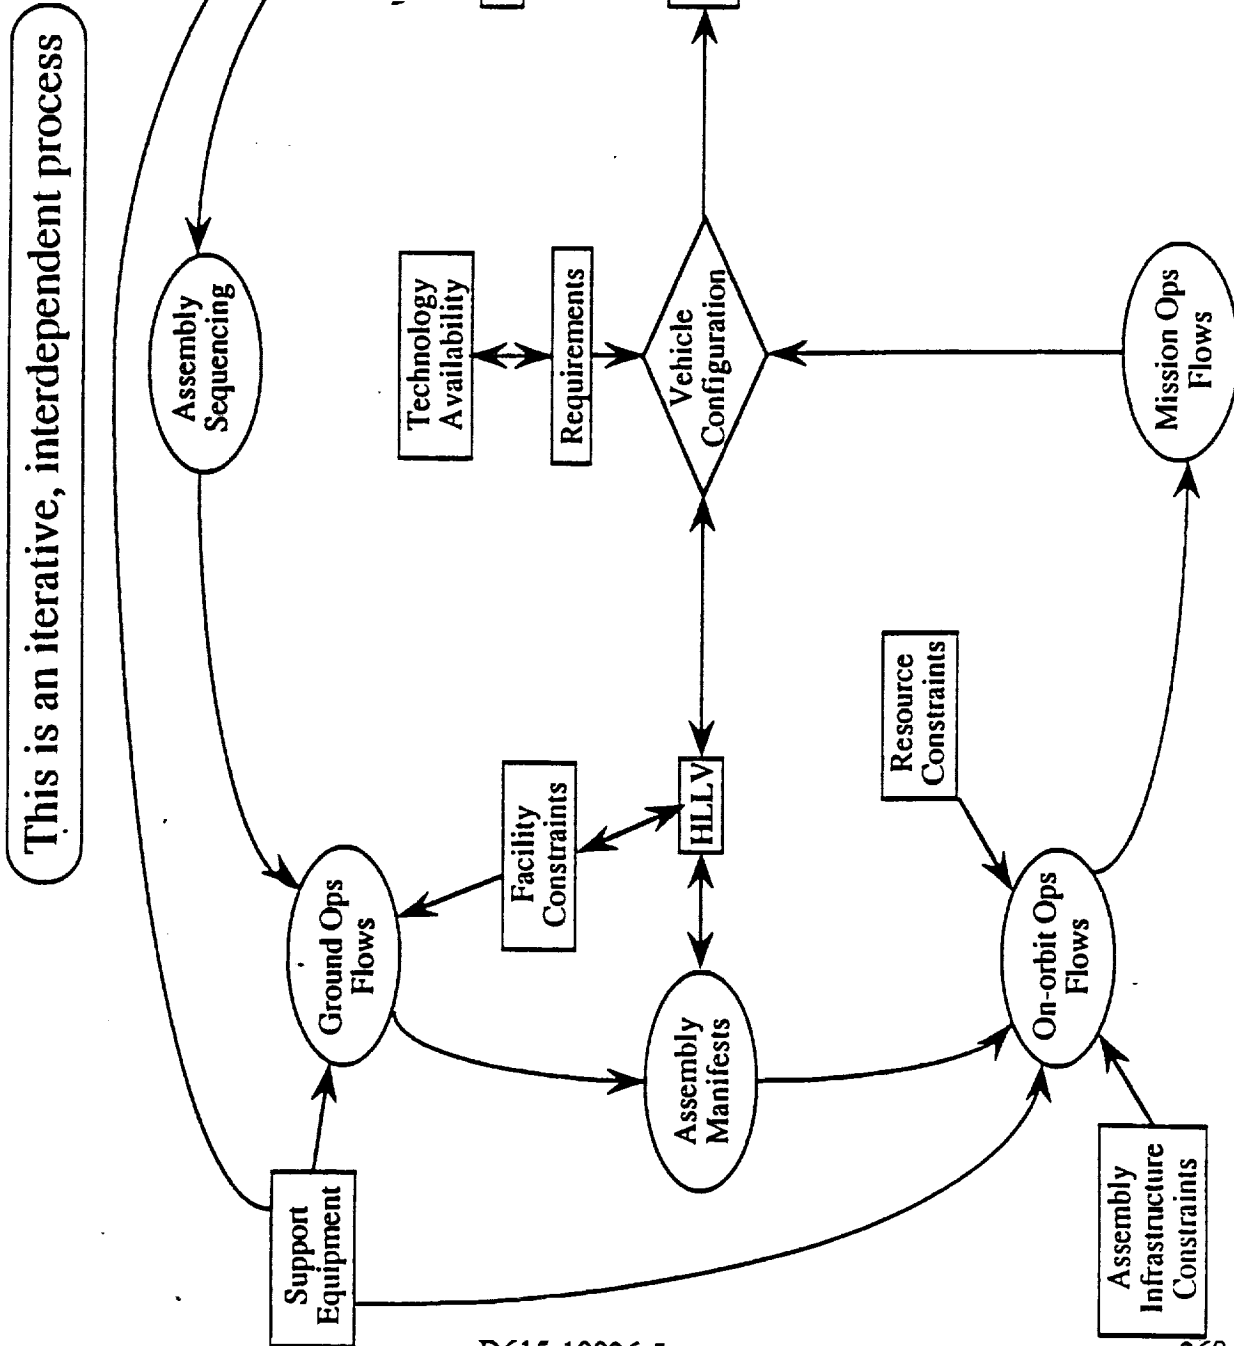 This is an iterative, interdependent process
Assembly
Sequencing
Technology
Availability
Requirements
Vehicle
Configuration
Mission Ops
Flows
Resource
Constraints
Facility
Constraints
HLLV
Ground Ops
Flows
Assembly
Manifests
On-orbit Ops
Flows
Support
Equipment
Assembly
Infrastructure
Constraints